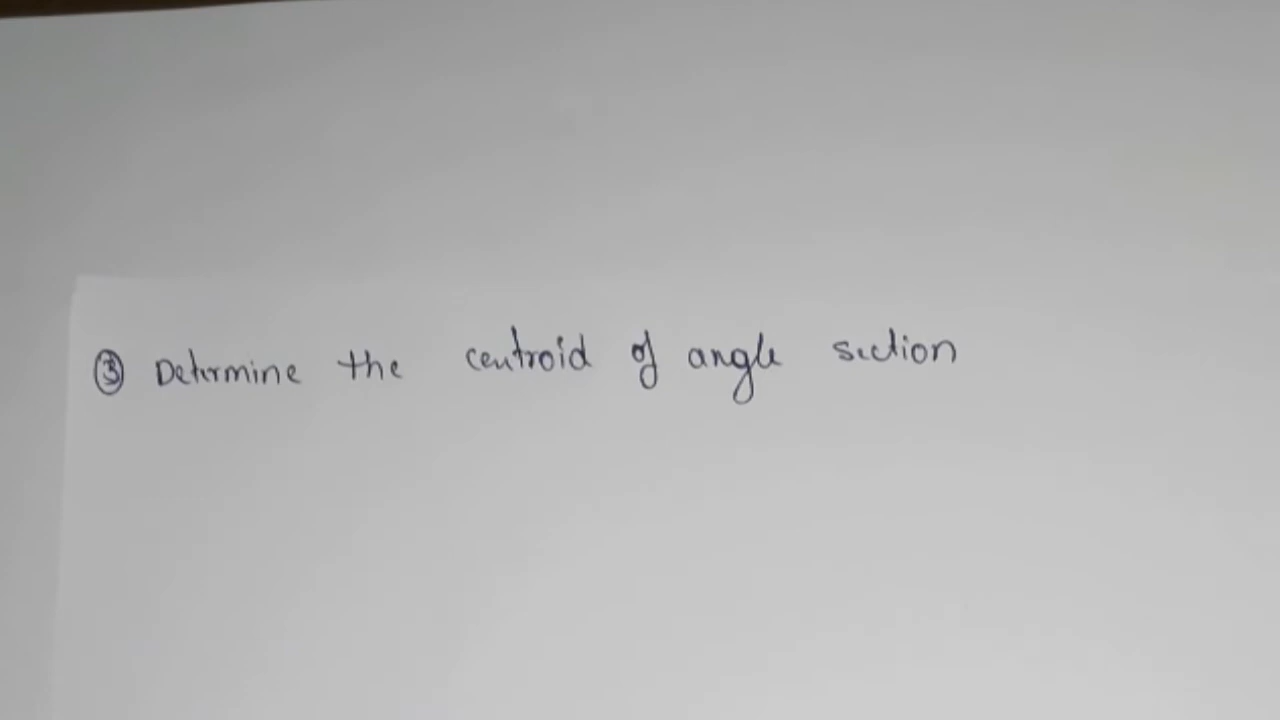 ③ Determine the centroid of angle section